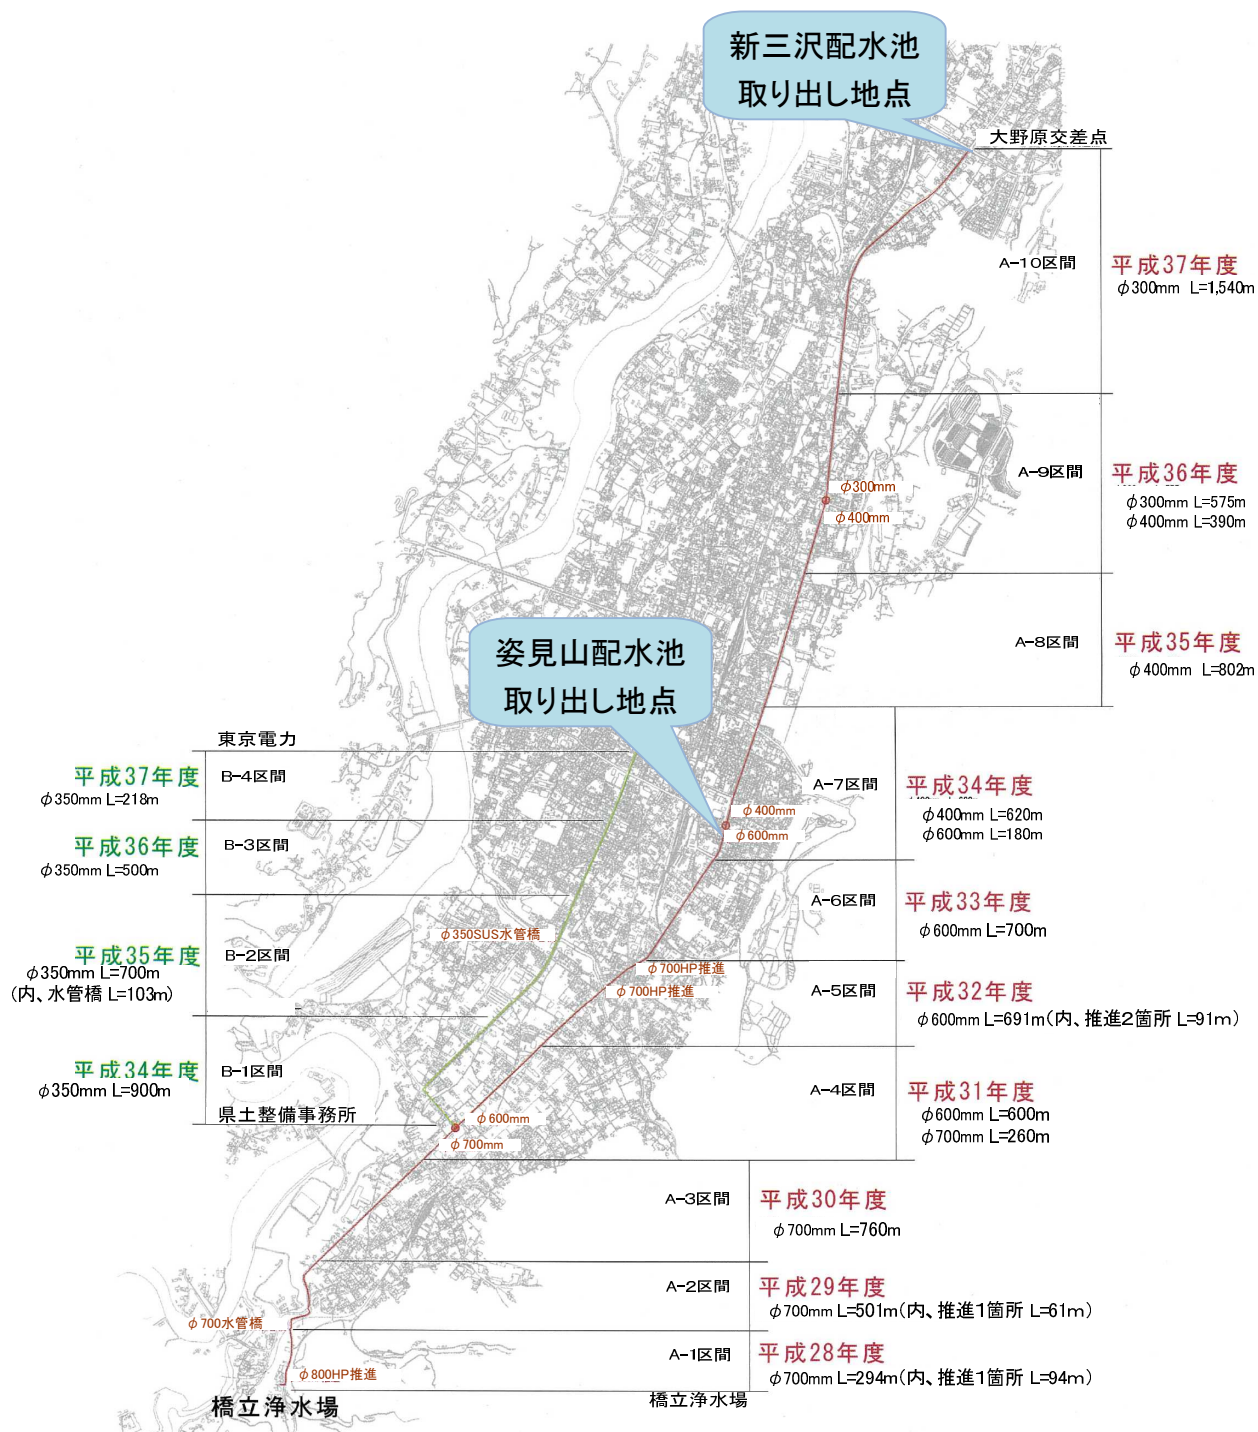 新三沢配水池
取り出し地点
大野原交差点
A-10区間
平成37年度
φ300mm L=1,540m
A-9区間
平成36年度
φ300mm L=575m
φ400mm L=390m
φ300mm
φ400mm
A-8区間
平成35年度
φ400mm L=802m
姿見山配水池
取り出し地点
A-7区間
平成34年度
φ400mm L=620m
φ600mm L=180m
φ400mm
φ600mm
A-6区間
平成33年度
φ600mm L=700m
φ700HP推進
φ700HP推進
A-5区間
平成32年度
φ600mm L=691m(内、推進2箇所 L=91m)
A-4区間
平成31年度
φ600mm L=600m
φ700mm L=260m
φ600mm
φ700mm
A-3区間
平成30年度
φ700mm L=760m
A-2区間
平成29年度
φ700mm L=501m(内、推進1箇所 L=61m)
A-1区間
平成28年度
φ700mm L=294m(内、推進1箇所 L=94m)
橋立浄水場
東京電力
平成37年度
B-4区間
φ350mm L=218m
平成36年度
B-3区間
φ350mm L=500m
φ350SUS水管橋
平成35年度
B-2区間
φ350mm L=700m
(内、水管橋 L=103m)
平成34年度
B-1区間
φ350mm L=900m
県土整備事務所
φ700水管橋
φ800HP推進
橋立浄水場